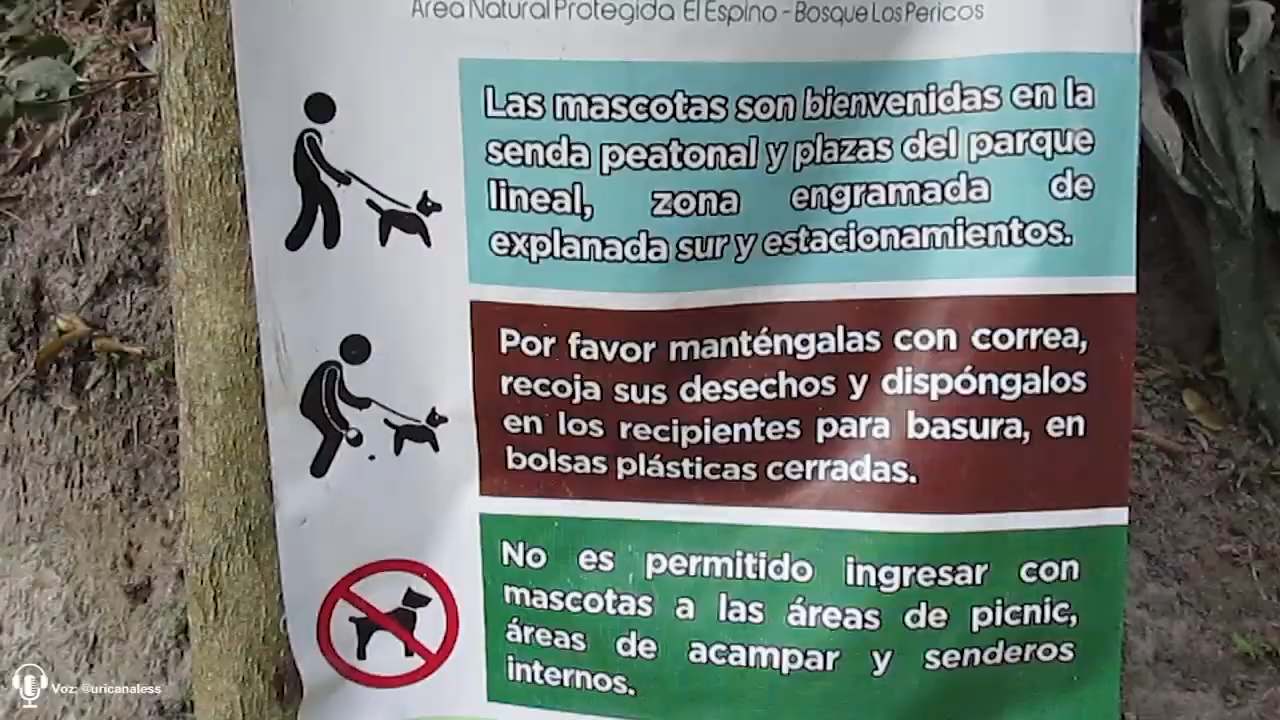 Área Natural Protegida El Espino - Bosque Los Pericos
Las mascotas son bienvenidas en la
senda peatonal y plazas del parque
lineal, zona engramada de
explanada sur y estacionamientos.
Por favor manténgalas con correa,
recoja sus desechos y dispóngalos
en los recipientes para basura, en
bolsas plásticas cerradas.
No es permitido ingresar con
mascotas a las áreas de picnic,
áreas de acampar y senderos
internos.
Voz: @uricanaless